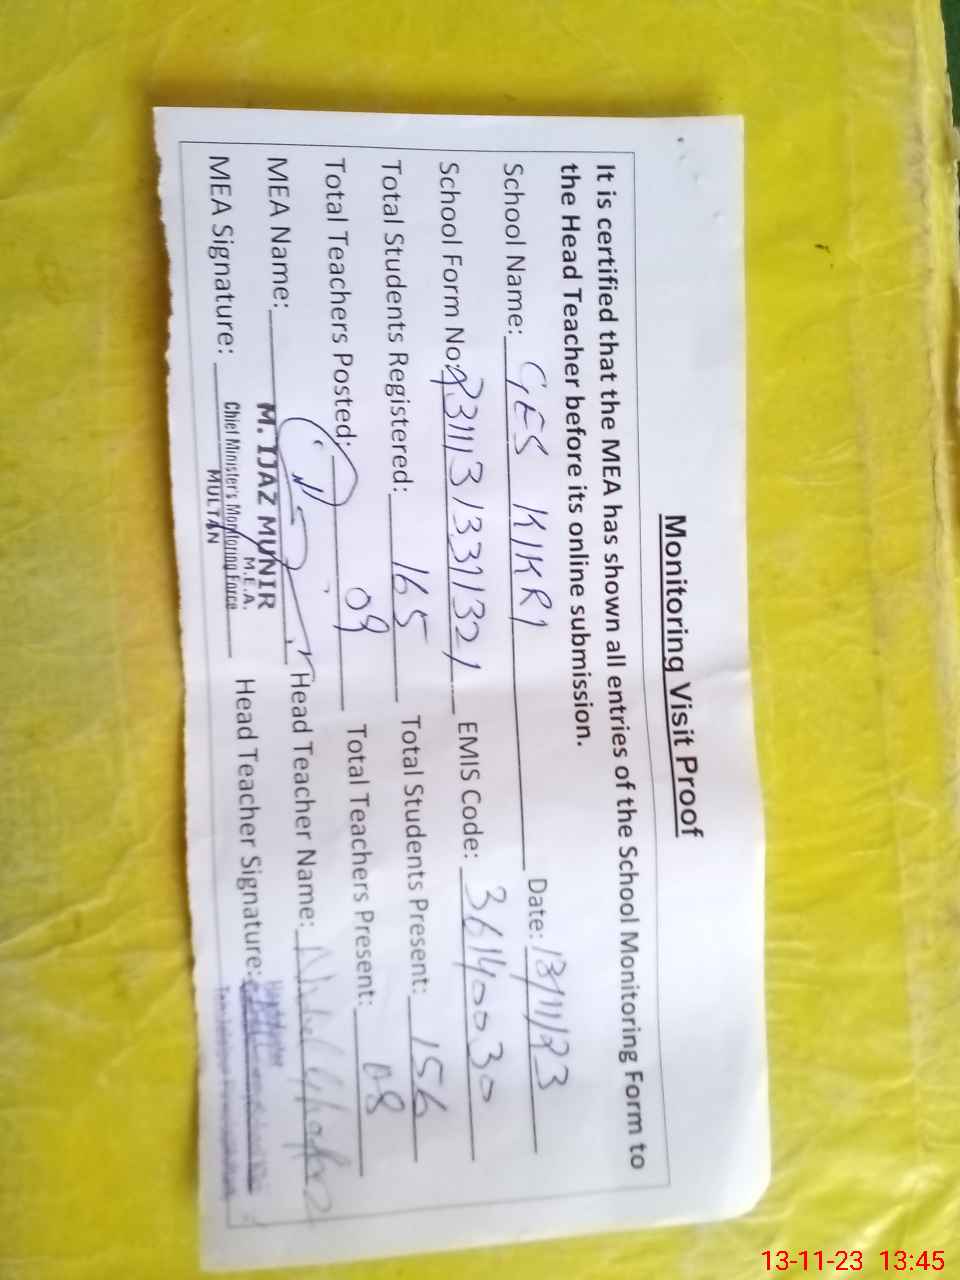 Monitoring Visit Proof
It is certified that the MEA has shown all entries of the School Monitoring Form to
the Head Teacher before its online submission.
School Name: GES KIKRI Date: 13/11/23
School Form No: 23111313331321 EMIS Code: 36140030
Total Students Registered: 165 Total Students Present: 156
Total Teachers Posted: 09 Total Teachers Present: 08
MEA Name: Head Teacher Name:
M. IJAZ MUNIR
M.E.A.
MEA Signature: Chief Minister's Monitoring Force Head Teacher Signature:
MULTAN
13-11-23 13:45